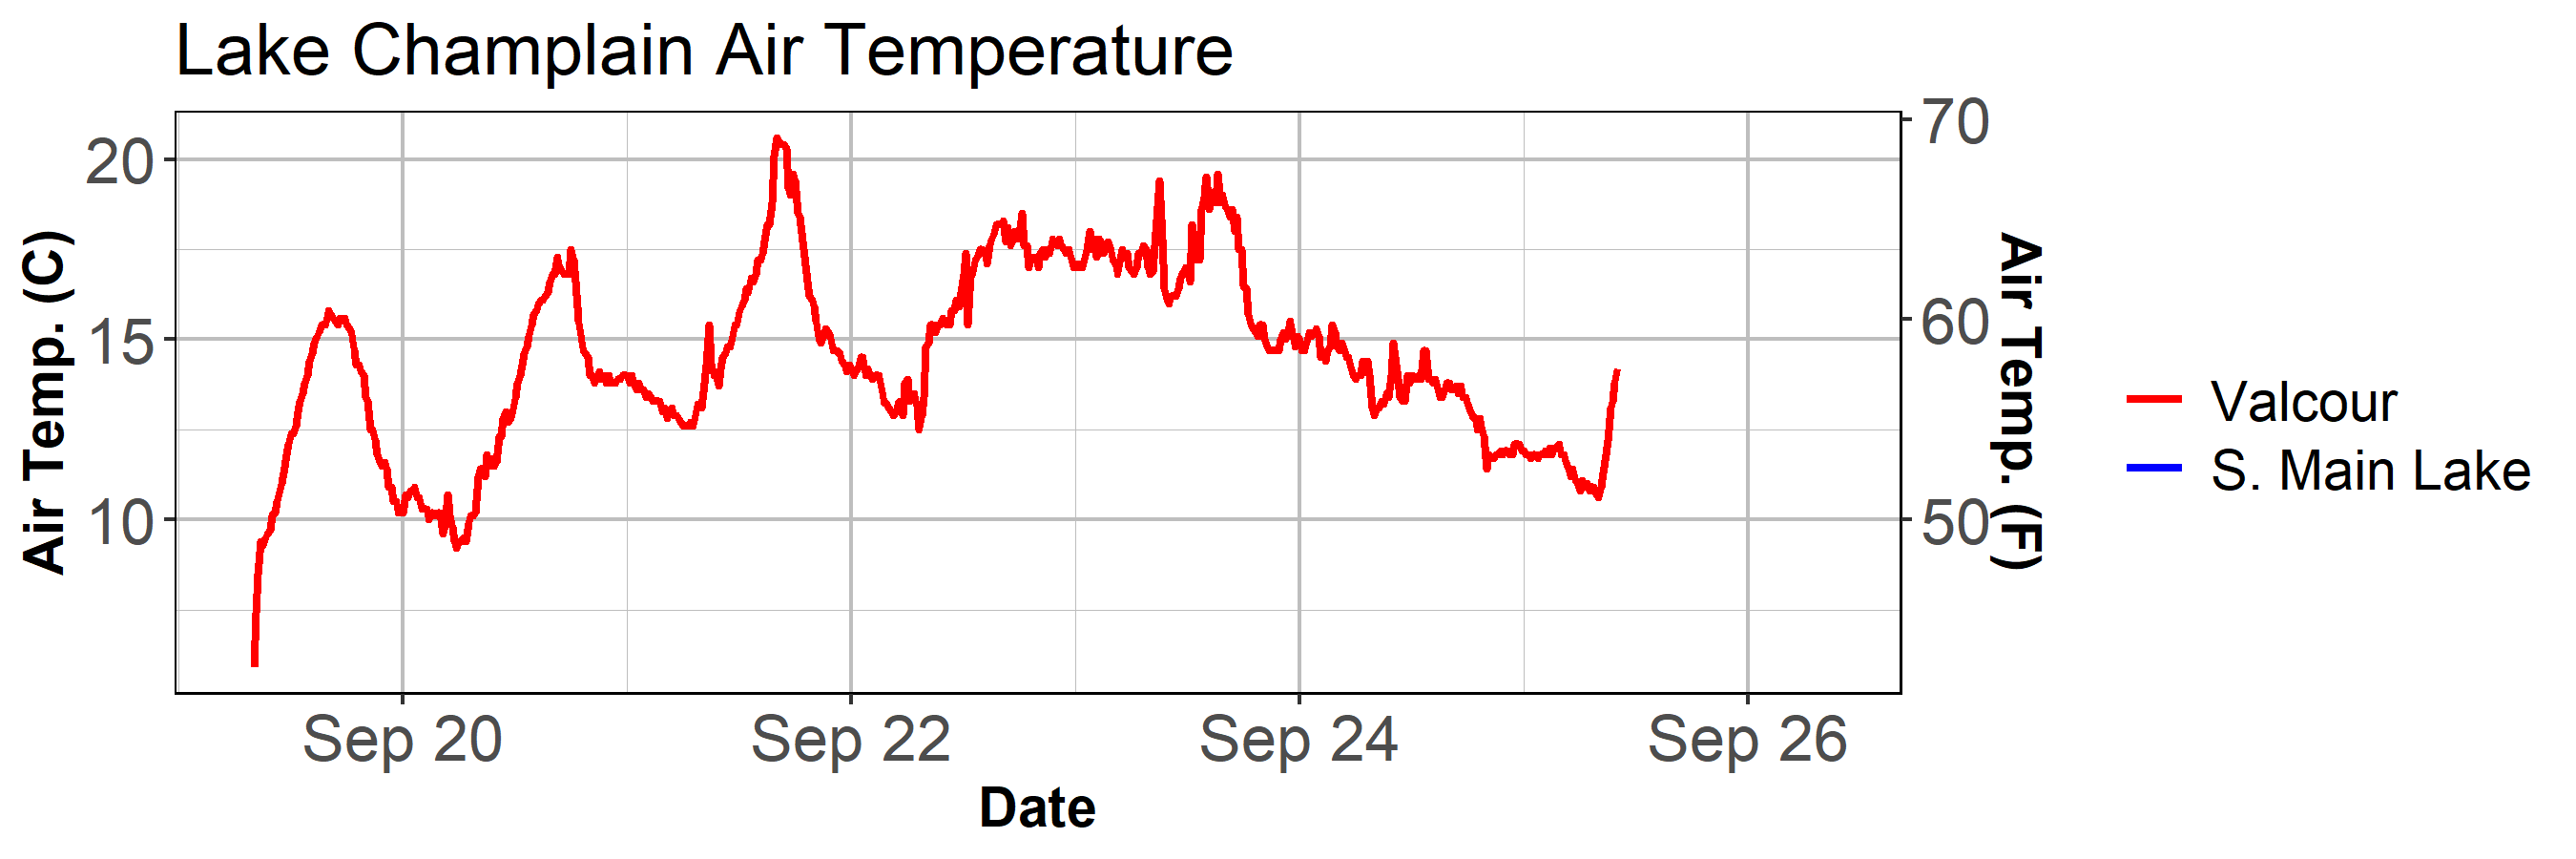 Lake Champlain Air Temperature
Air Temp. (C)
20
15
10
70
60
50
Air Temp. (F)
Sep 20
Sep 22
Sep 24
Sep 26
Date
Valcour
S. Main Lake